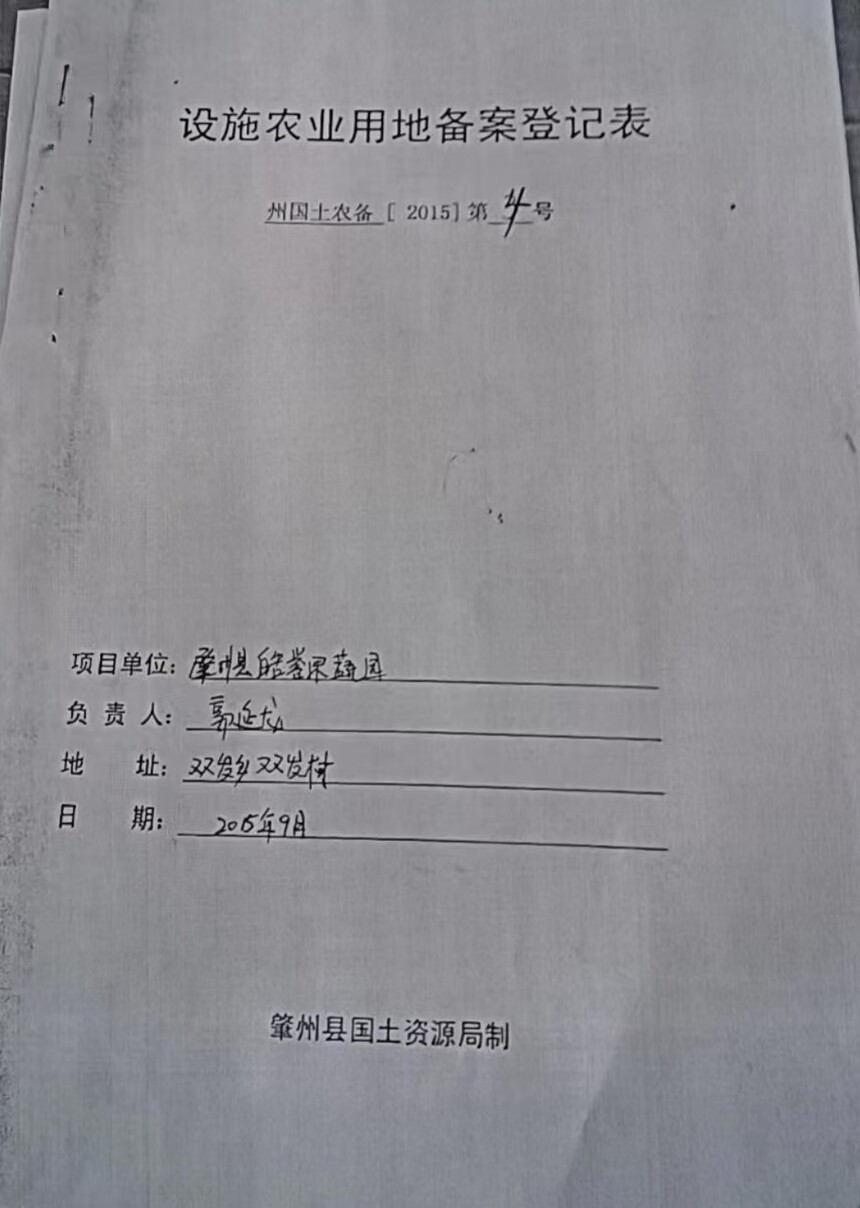 设施农业用地备案登记表
州国土农备[ 2015]第 4 号
项目单位：肇州县皓誉果蔬园
负责人：郭延龙
地址：双发乡双发村
日期：2015年9月
肇州县国土资源局制